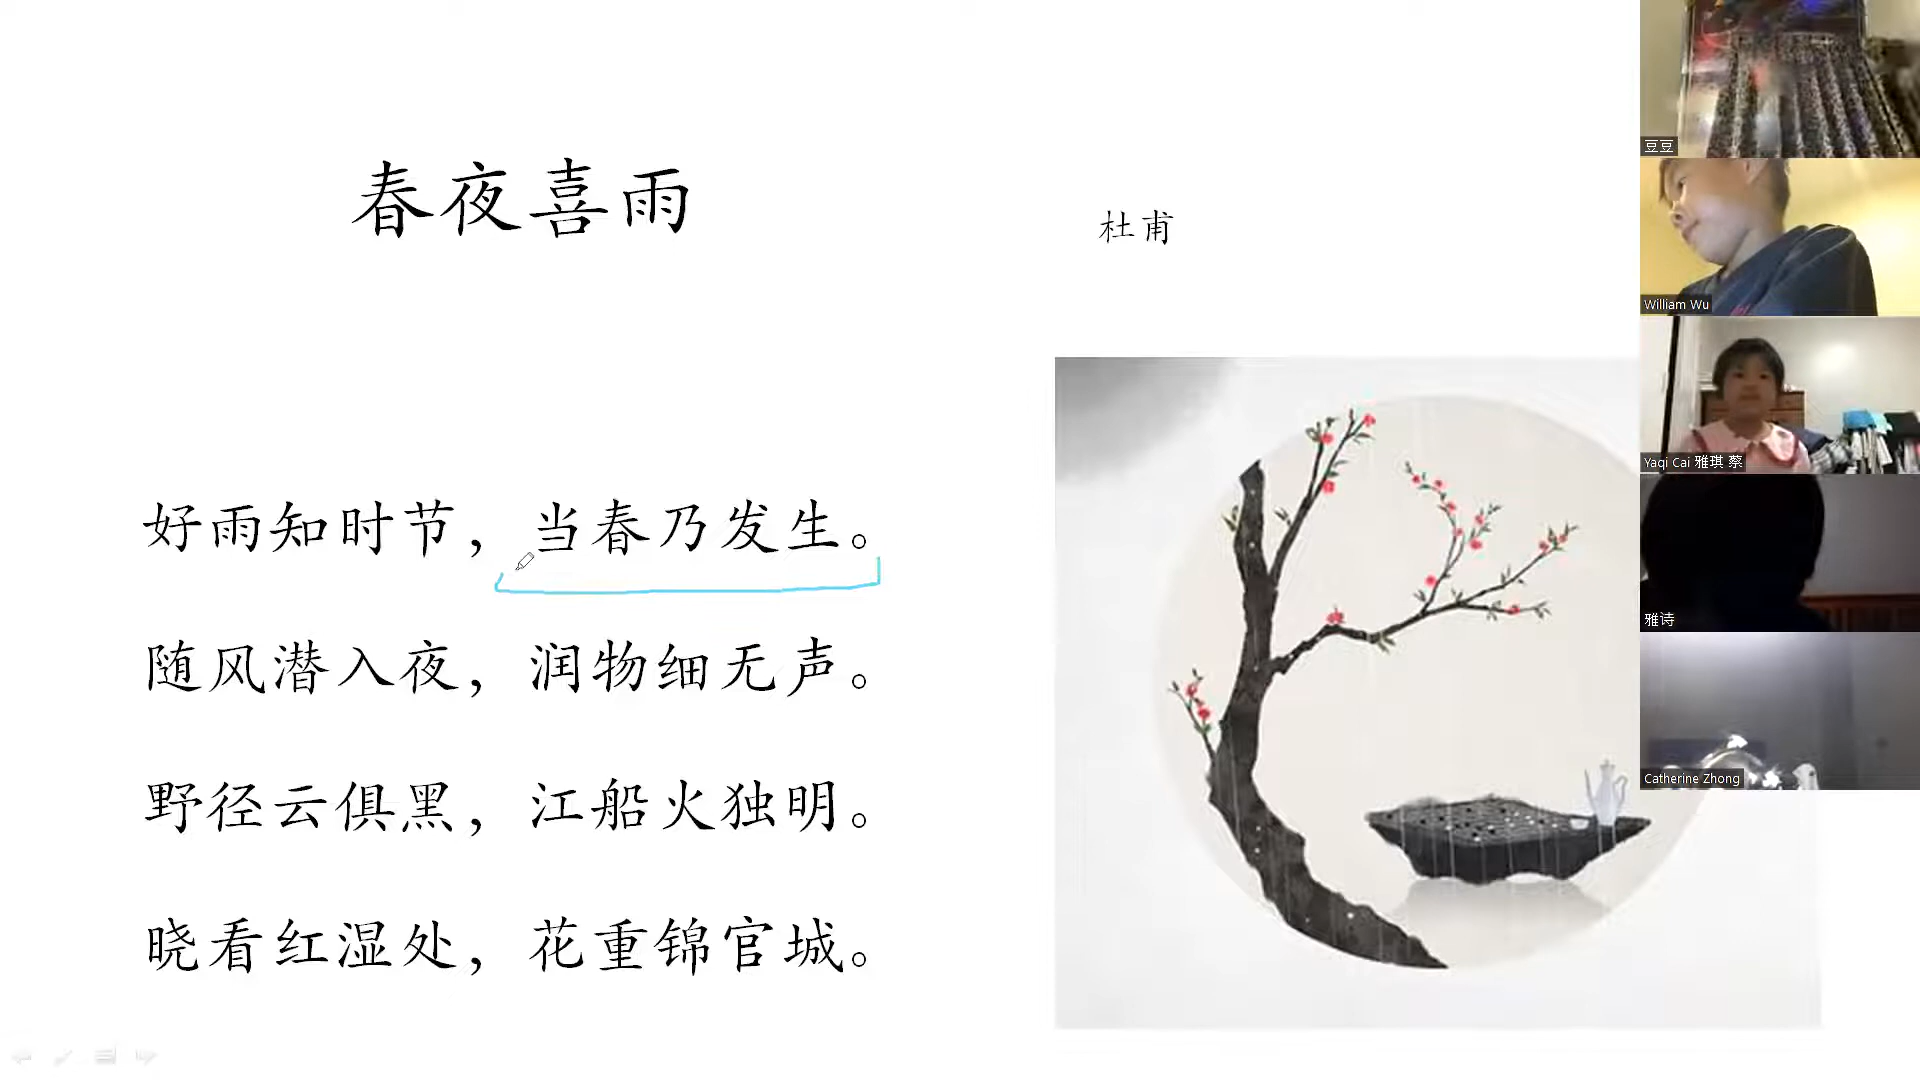 春夜喜雨
杜甫
好雨知时节，当春乃发生。
随风潜入夜，润物细无声。
野径云俱黑，江船火独明。
晓看红湿处，花重锦官城。
豆豆
William Wu
Yaqi Cai 雅琪 蔡
雅诗
Catherine Zhong